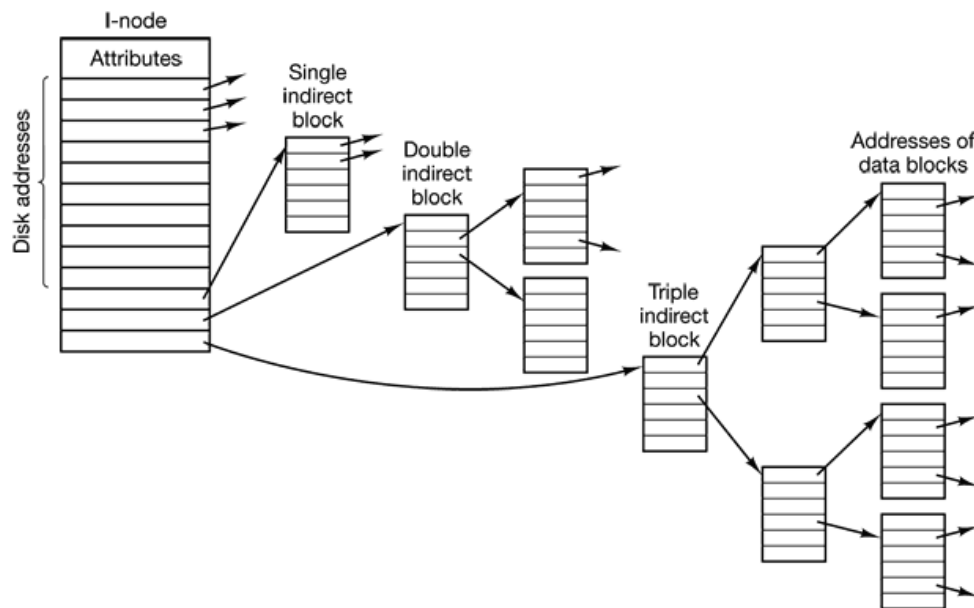 I-node
Attributes
Disk addresses
Single
indirect
block
Double
indirect
block
Triple
indirect
block
Addresses of
data blocks